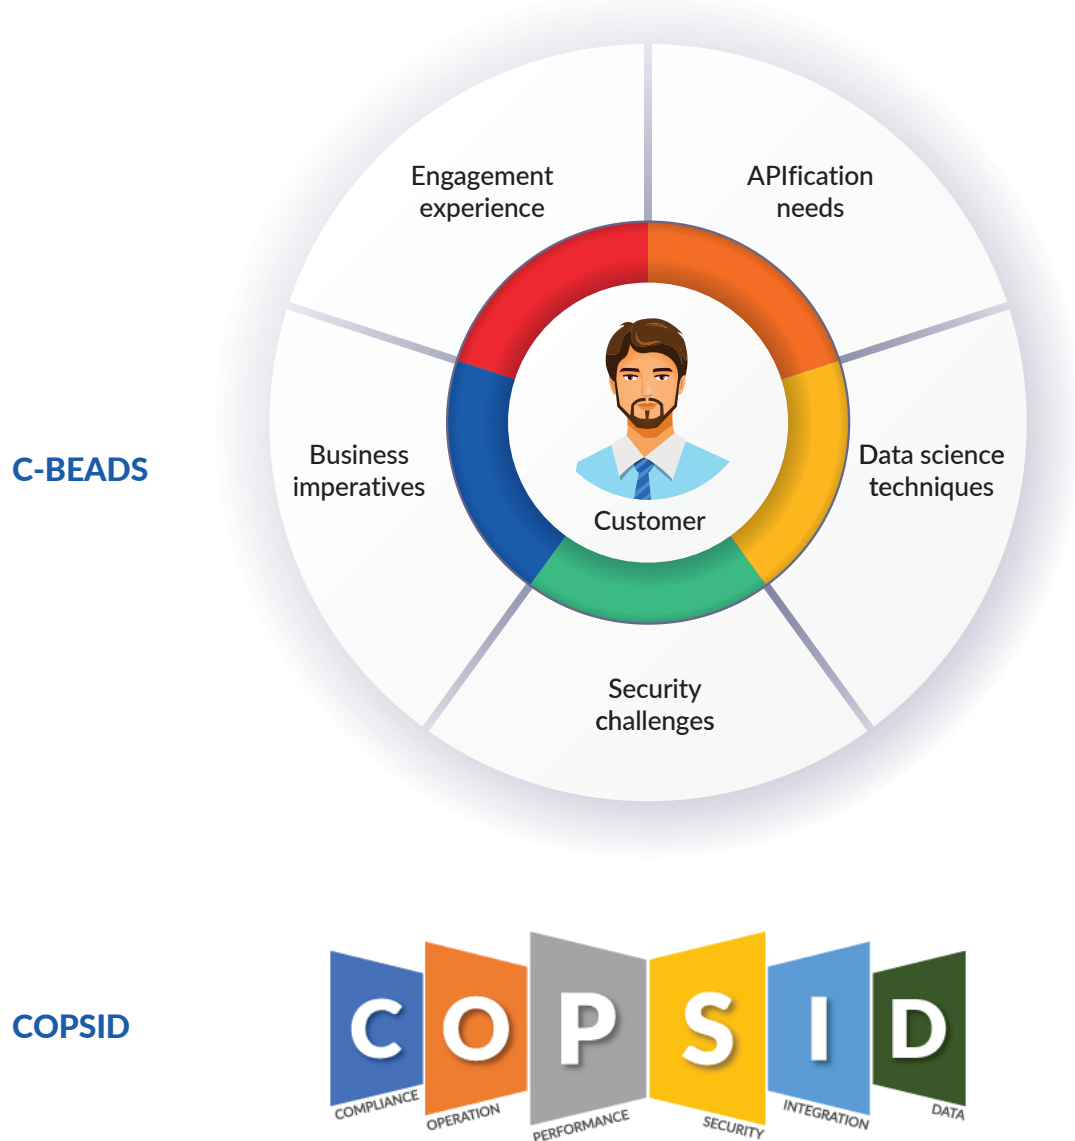 Engagement
experience
APIfication
needs
C-BEADS
Business
imperatives
Data science
techniques
Customer
Security
challenges
COPSID
C O P S I D
COMPLIANCE
OPERATION
PERFORMANCE
SECURITY
INTEGRATION
DATA